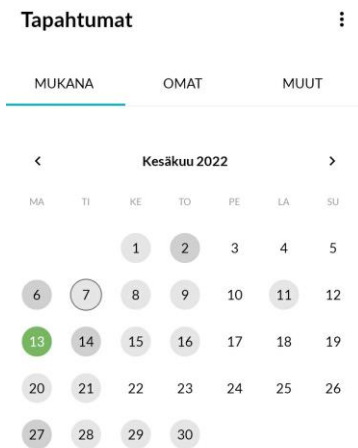 Tapahtumat
MUKANA OMAT MUUT
Kesäkuu 2022
MA TI KE TO PE LA SU
1 2 3 4 5
6 7 8 9 10 11 12
13 14 15 16 17 18 19
20 21 22 23 24 25 26
27 28 29 30